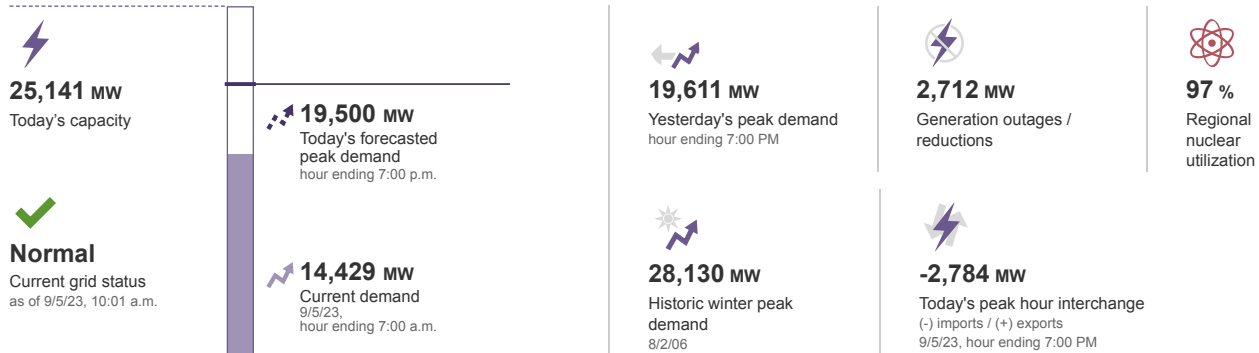 25,141 MW
Today's capacity
Normal
Current grid status
as of 9/5/23, 10:01 a.m.
19,500 MW
Today's forecasted
peak demand
hour ending 7:00 p.m.
14,429 MW
Current demand
9/5/23,
hour ending 7:00 a.m.
19,611 MW
Yesterday's peak demand
hour ending 7:00 PM
2,712 MW
Generation outages /
reductions
97 %
Regional
nuclear
utilization
28,130 MW
Historic winter peak
demand
8/2/06
-2,784 MW
Today's peak hour interchange
(-) imports / (+) exports
9/5/23, hour ending 7:00 PM